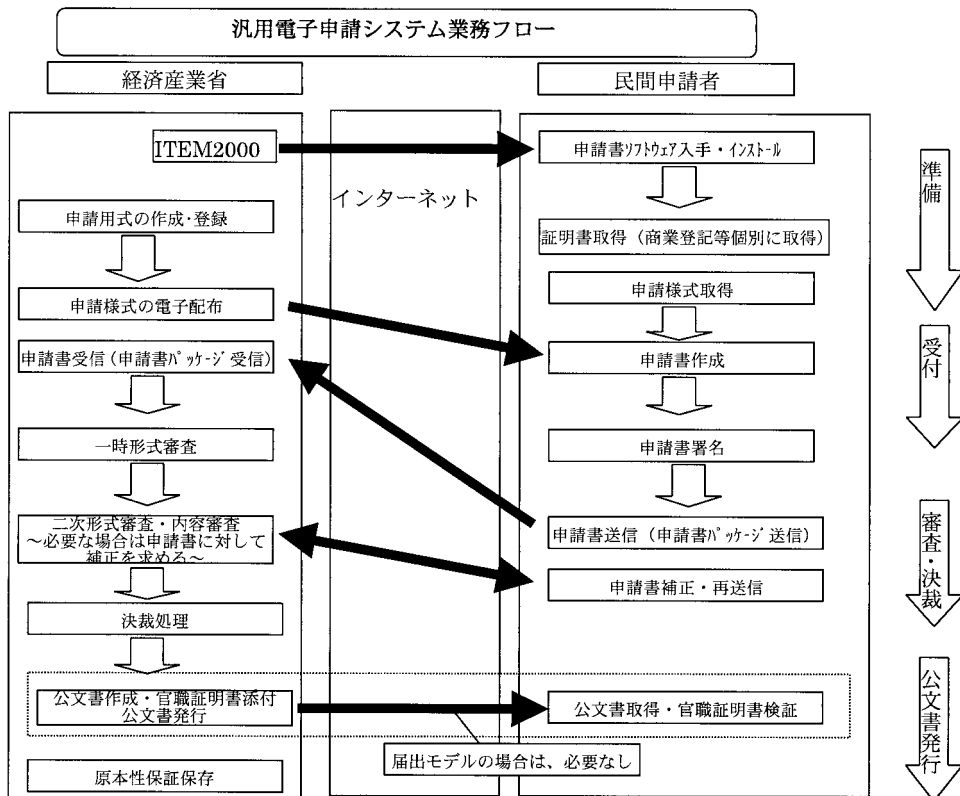 汎用電子申請システム業務フロー
経済産業省
民間申請者
ITEM2000
申請用式の作成・登録
申請様式の電子配布
申請書受信（申請書ﾊﾟｯｹｰｼﾞ受信）
一時形式審査
二次形式審査・内容審査
～必要な場合は申請書に対して
補正を求める～
決裁処理
公文書作成・官職証明書添付
公文書発行
原本性保証保存
インターネット
申請書ｿﾌﾄｳｪｱ入手・ｲﾝｽﾄｰﾙ
証明書取得（商業登記等個別に取得）
申請様式取得
申請書作成
申請書署名
申請書送信（申請書ﾊﾟｯｹｰｼﾞ送信）
申請書補正・再送信
公文書取得・官職証明書検証
届出モデルの場合は、必要なし
準備
受付
審査・決裁
公文書発行